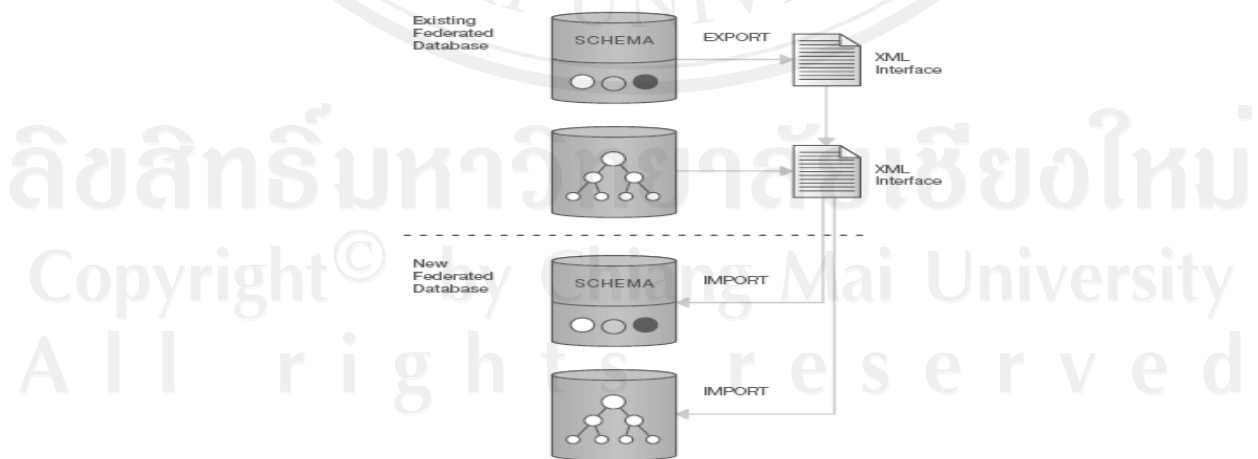 Existing
Federated
Database
SCHEMA
EXPORT
XML
Interface
XML
Interface
ลิขสิทธิ์มหาวิทยาลัยเชียงใหม่
New
Federated
Database
SCHEMA
IMPORT
Copyright© by Chiang Mai University
IMPORT
All rights reserved